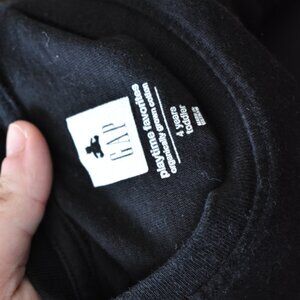 GAP
playtime favorites
organically grown cotton
4 years
toddler